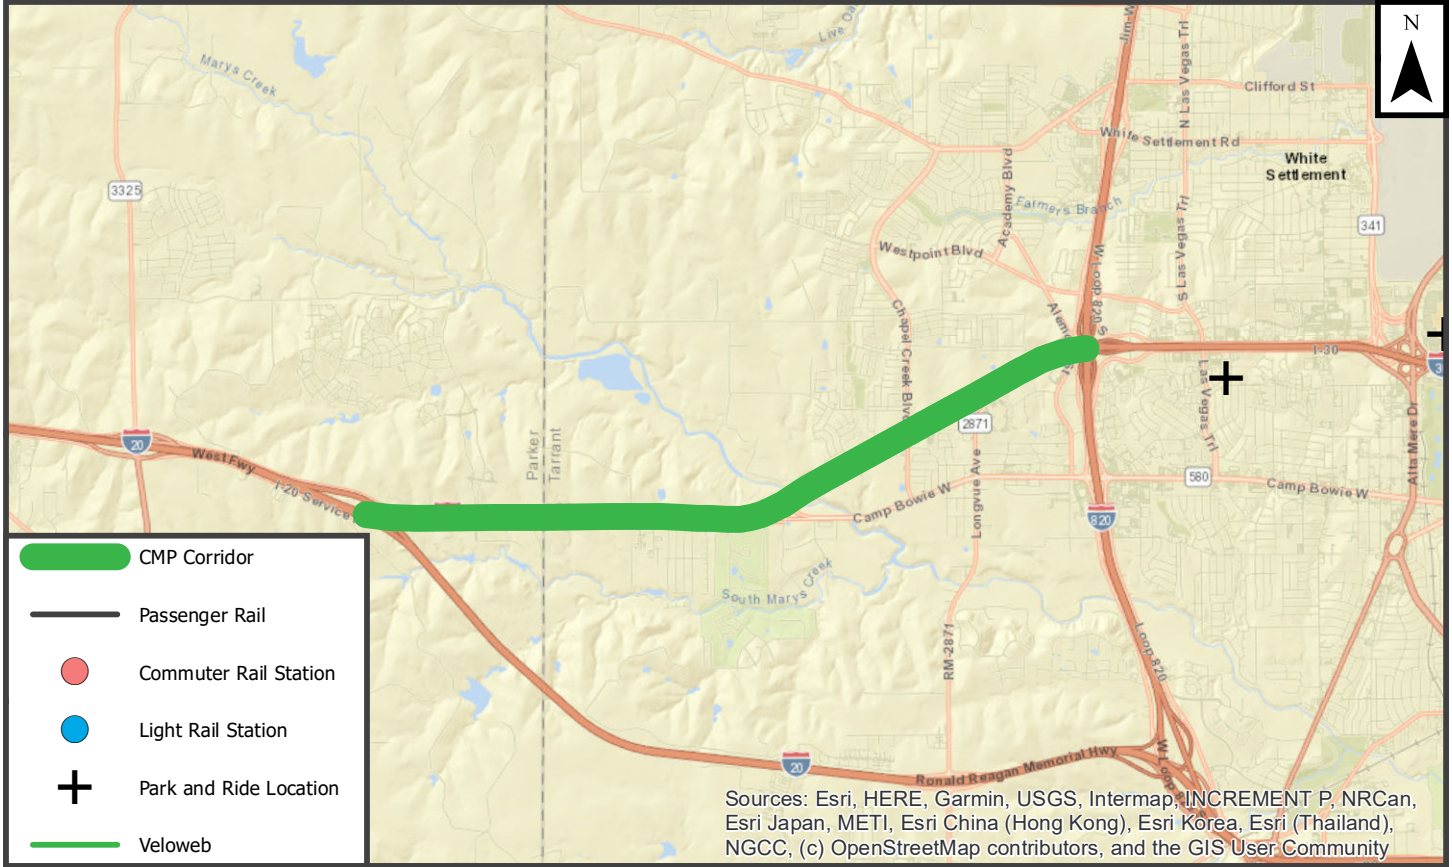 N
Marys Creek
Live Oa
Jim W
N Las Vegas Trl
Clifford St
White Settlement Rd
White
Settlement
3325
Academy Blvd
Farmers Branch
341
Westpoint Blvd
S Las Vegas Trl
W Loop 820 S
Chapel Creek Blvd
I-30
Las Vegas Trl
2871
20
West Fwy
I-20 Service
Parker
Tarrant
Longvue Ave
580
Camp Bowie W
Camp Bowie W
Alta Mere Dr
820
South Marys Creek
RM-2871
Loop 820
20
Ronald Reagan Memorial Hwy
CMP Corridor
Passenger Rail
Commuter Rail Station
Light Rail Station
Park and Ride Location
Veloweb
Sources: Esri, HERE, Garmin, USGS, Intermap, INCREMENT P, NRCan,
Esri Japan, METI, Esri China (Hong Kong), Esri Korea, Esri (Thailand),
NGCC, (c) OpenStreetMap contributors, and the GIS User Community